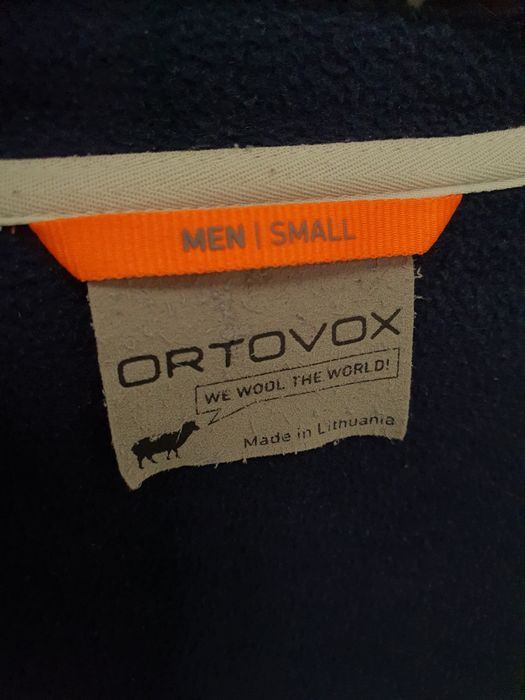 MEN | SMALL
ORTOVOX
WE WOOL THE WORLD!
Made in Lithuania